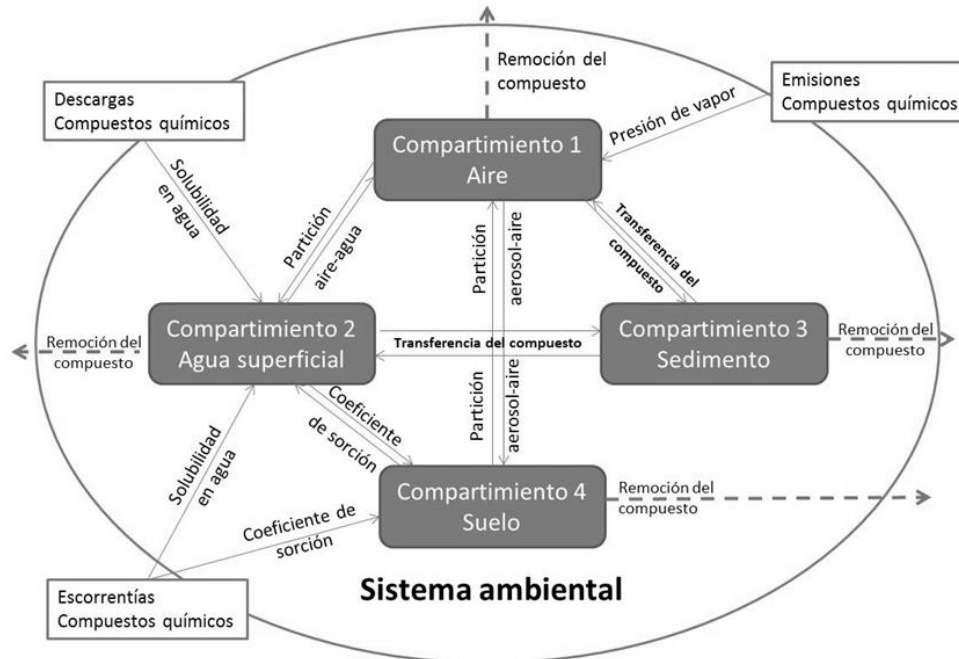 Remoción del
compuesto
Descargas
Compuestos químicos
Emisiones
Compuestos químicos
Presión de vapor
Compartimiento 1
Aire
Solubilidad
en agua
Partición
aire-agua
Partición
aerosol-aire
Transferencia del
compuesto
Remoción del
compuesto
Compartimiento 2
Agua superficial
Transferencia del compuesto
Compartimiento 3
Sedimento
Remoción del
compuesto
Partición
aerosol-aire
Coeficiente
de sorción
Solubilidad
en agua
Compartimiento 4
Suelo
Remoción del
compuesto
Coeficiente de
sorción
Escorrentías
Compuestos químicos
Sistema ambiental